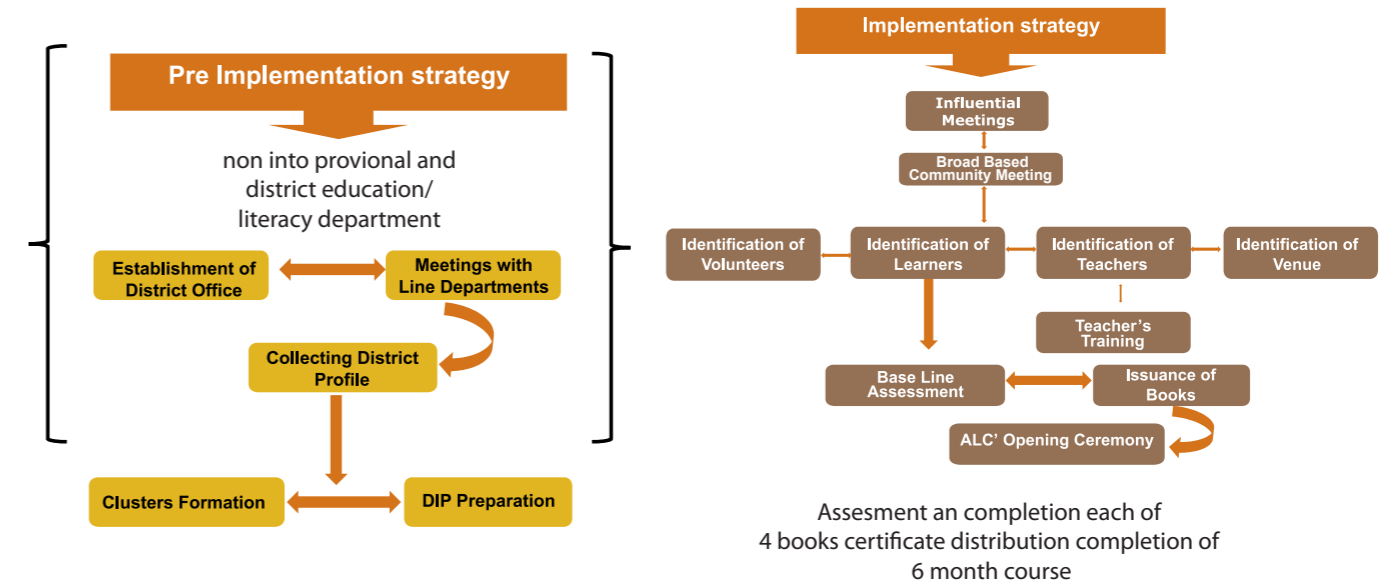 Pre Implementation strategy
non into provional and
district education/
literacy department
Establishment of
District Office
Meetings with
Line Departments
Collecting District
Profile
Clusters Formation
DIP Preparation
Implementation strategy
Influential
Meetings
Broad Based
Community Meeting
Identification of
Volunteers
Identification of
Learners
Identification of
Teachers
Identification of
Venue
Teacher's
Training
Base Line
Assessment
Issuance of
Books
ALC' Opening Ceremony
Assesment an completion each of
4 books certificate distribution completion of
6 month course